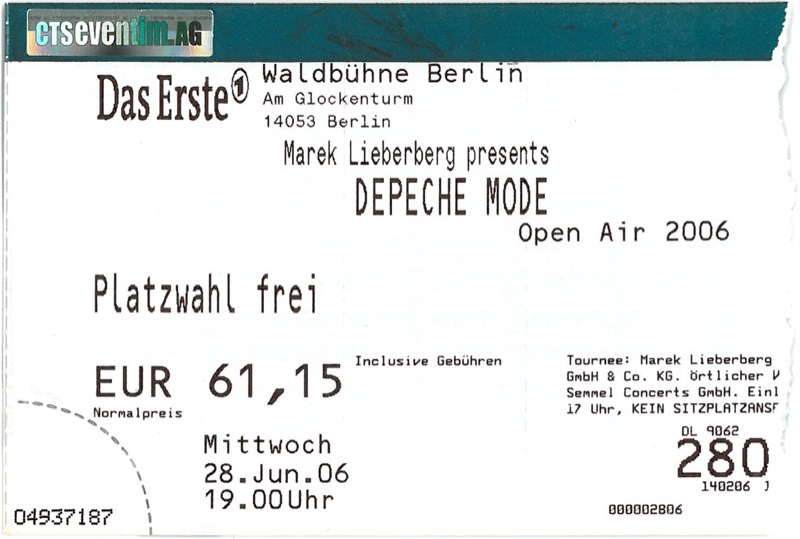 CTSEVENTIM.AG
Das Erste
Waldbühne Berlin
Am Glockenturm
14053 Berlin
Marek Lieberberg presents
DEPECHE MODE
Open Air 2006
Platzwahl frei
EUR 61,15
Inclusive Gebühren
Normalpreis
Tournee: Marek Lieberberg
GmbH & Co. KG. örtlicher
Semmel Concerts GmbH. Einl
17 Uhr, KEIN SITZPLATZANSF
Mittwoch
28.Jun.06
19.00Uhr
DL 9062
280
140206
000002806
04937187